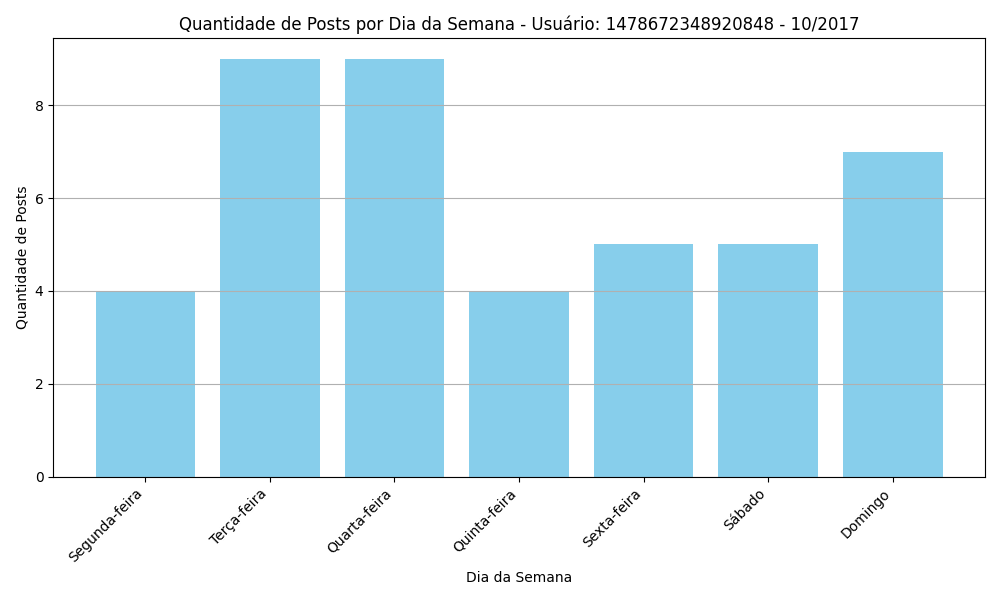 Quantidade de Posts por Dia da Semana - Usuário: 1478672348920848 - 10/2017
Quantidade de Posts
8
6
4
2
0
Segunda-feira
Terça-feira
Quarta-feira
Quinta-feira
Sexta-feira
Sábado
Domingo
Dia da Semana